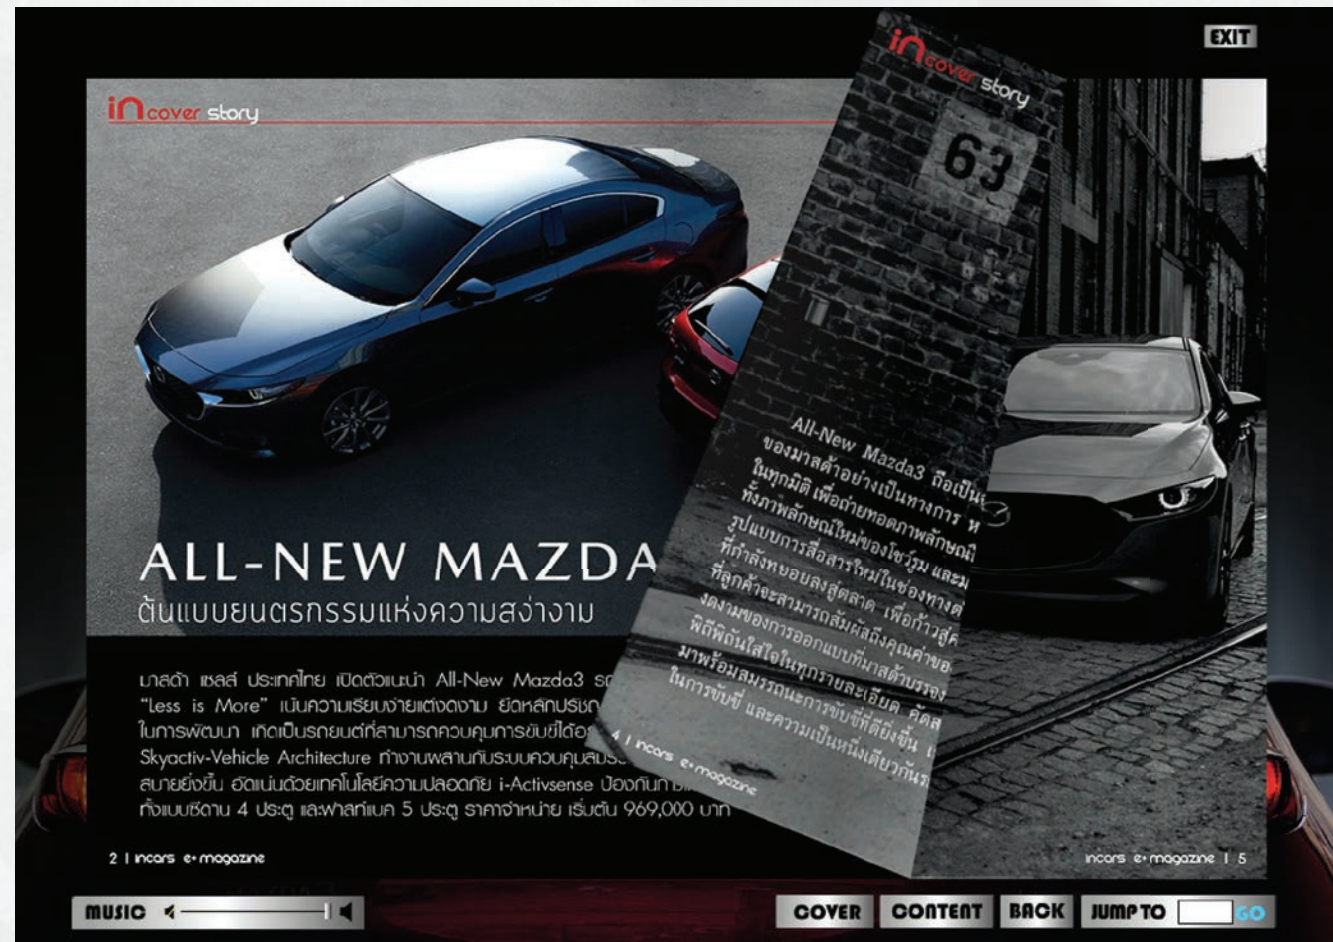 EXIT
in cover story
ALL-NEW MAZDA
ต้นแบบยนตรกรรมแห่งความสง่างาม
มาสด้า เซลส์ ประเทศไทย เปิดตัวแนะนำ All-New Mazda3
“Less is More” เน้นความเรียบง่ายแต่งดงาม ยึดหลักปรัช
ในการพัฒนา เกิดเป็นรถยนต์ที่สามารถควบคุมการขับขี่ได้อ
Skyactiv-Vehicle Architecture ทำงานผสานกับระบบควบคุมสมร
สบายยิ่งขึ้น อัดแน่นด้วยเทคโนโลยีความปลอดภัย i-Activsense ป้องกัน
ทั้งแบบซีดาน 4 ประตู และฟาสท์แบค 5 ประตู ราคาจำหน่าย เริ่มต้น 969,000 บาท
2 | incars e+magazine
in cover story
63
All-New Mazda3 ถือเป็น
ของมาสด้าอย่างเป็นทางการ ห
ในทุกมิติ เพื่อถ่ายทอดภาพลักษณ์
ทั้งภาพลักษณ์ใหม่ของโชว์รูม และม
รูปแบบการสื่อสารใหม่ในช่องทางต
ที่กำลังทยอยลงสู่ตลาด เพื่อก้าวสู่ค
ที่ลูกค้าจะสามารถสัมผัสถึงคุณค่าขอ
งดงามของการออกแบบที่มาสด้าบรรจง
พิถีพิถันใส่ใจในทุกรายละเอียด คัดส
มาพร้อมสมรรถนะการขับขี่ที่ดียิ่งขึ้น
ในการขับขี่ และความเป็นหนึ่งเดียวกัน
4 | incars e+magazine
incars e+magazine | 5
MUSIC
COVER CONTENT BACK JUMP TO GO